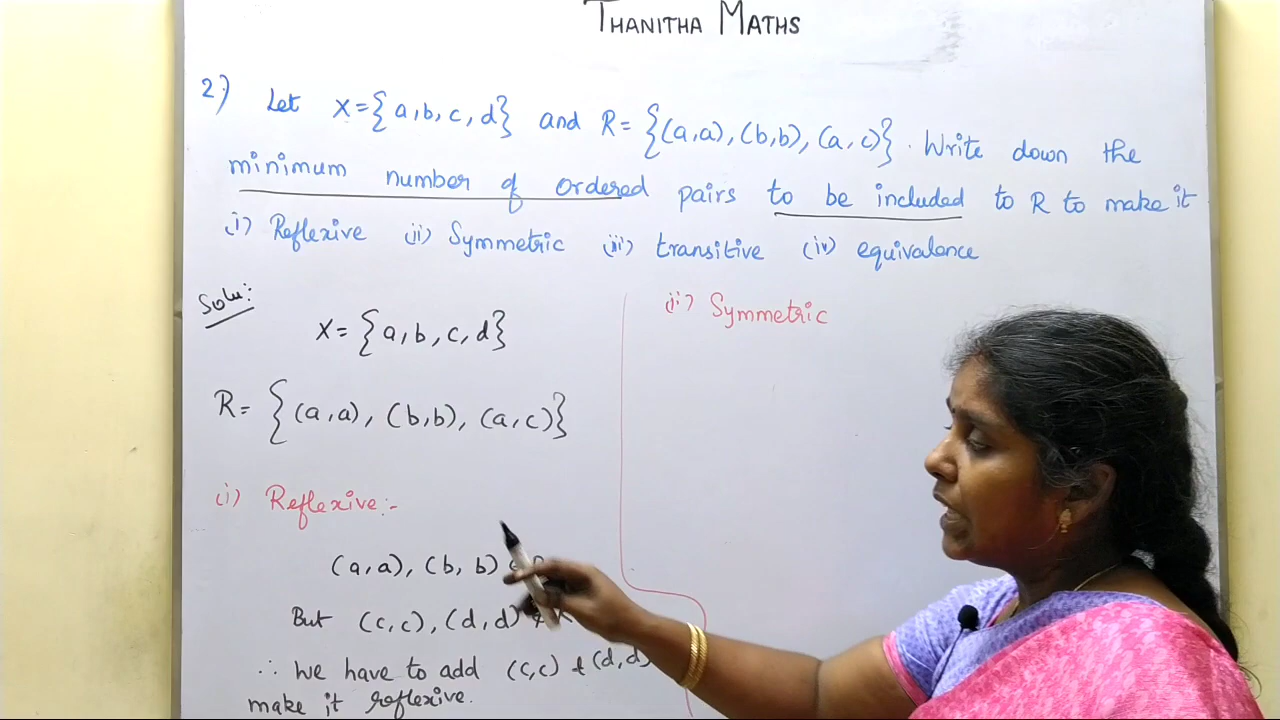 THANITHA MATHS
2) Let X={a,b,c,d} and R= {(a,a),(b,b),(a,c)}. Write down the
minimum number of ordered pairs to be included to R to make it
(i) Reflexive (ii) Symmetric (iii) transitive (iv) equivalence
Solu:
X= {a,b,c,d}
R= {(a,a), (b,b), (a,c)}
(i) Reflexive:-
(a,a), (b, b)
But (c,c), (d,d) ∉ R
∴ we have to add (c,c) & (d,d)
make it reflexive.
(ii) Symmetric